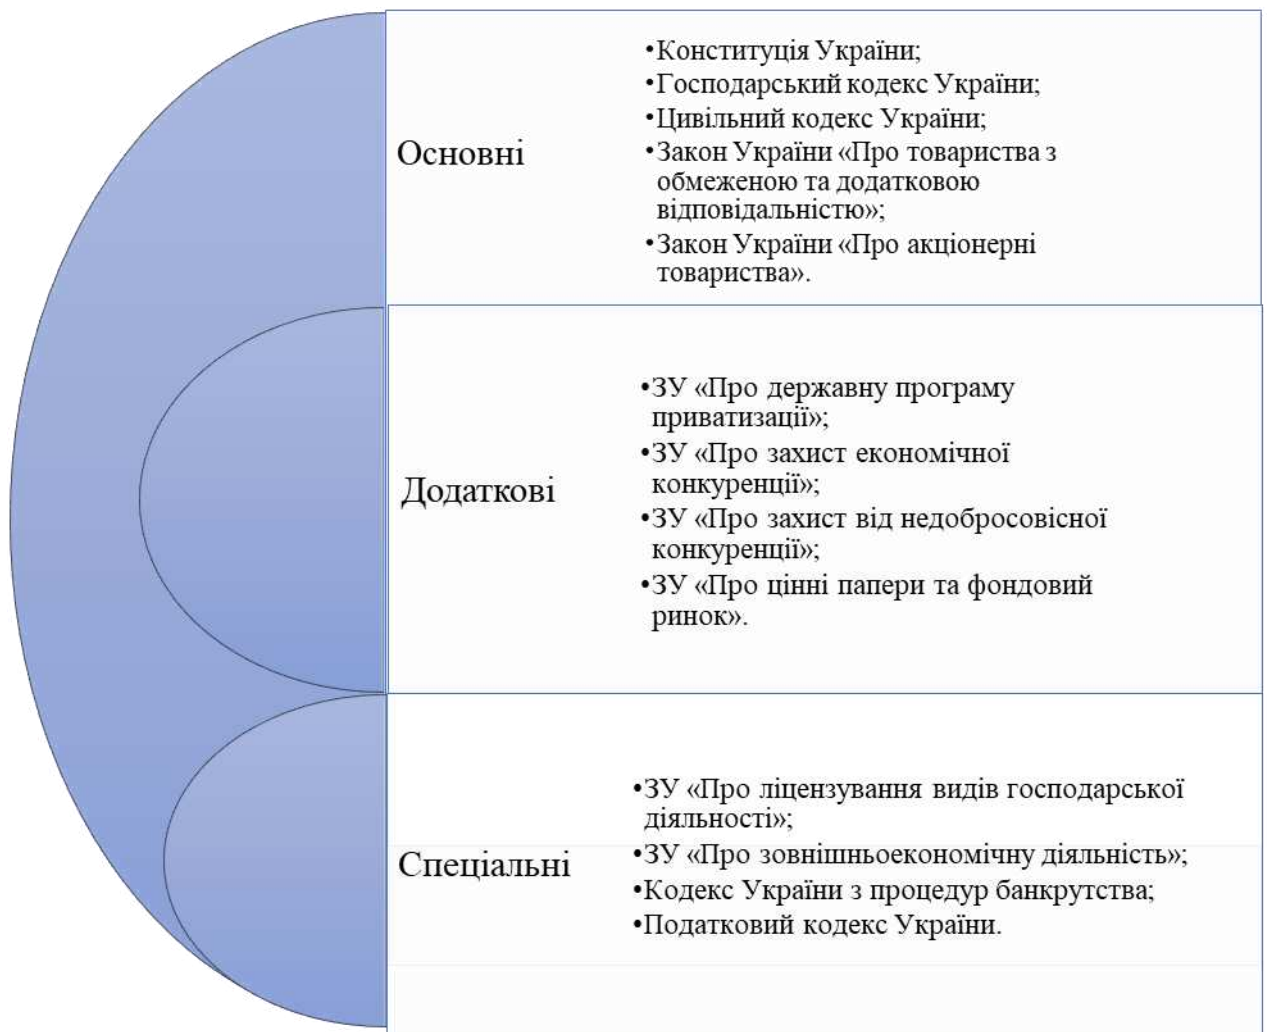 Основні
•Конституція України;
•Господарський кодекс України;
•Цивільний кодекс України;
•Закон України «Про товариства з
обмеженою та додатковою
відповідальністю»;
•Закон України «Про акціонерні
товариства».
Додаткові
•ЗУ «Про державну програму
приватизації»;
•ЗУ «Про захист економічної
конкуренції»;
•ЗУ «Про захист від недобросовісної
конкуренції»;
•ЗУ «Про цінні папери та фондовий
ринок».
Спеціальні
•ЗУ «Про ліцензування видів господарської
діяльності»;
•ЗУ «Про зовнішньоекономічну діяльність»;
•Кодекс України з процедур банкрутства;
•Податковий кодекс України.